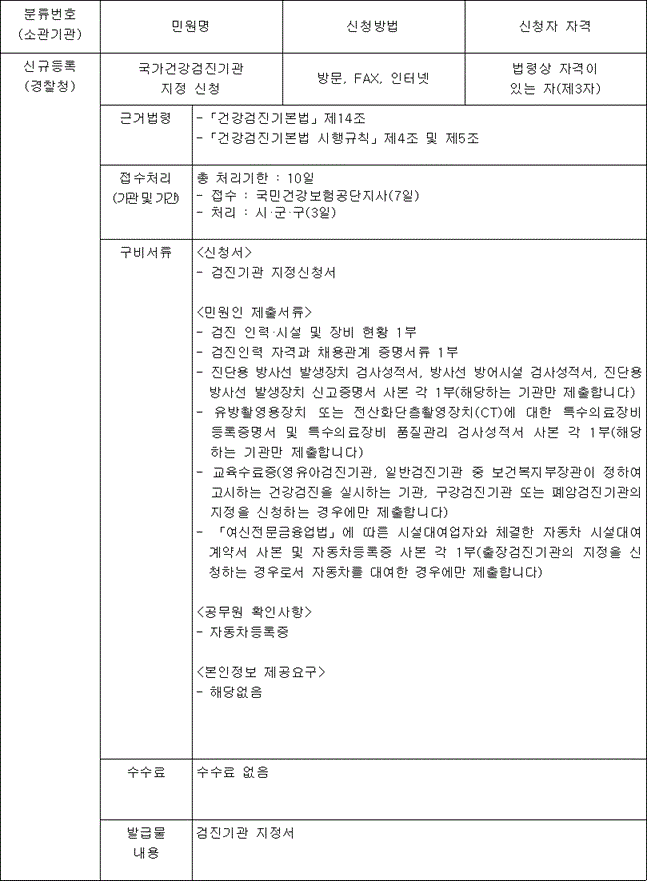 분류번호
(소관기관)
민원명
신청방법
신청자 자격
신규등록
(경찰청)
국가건강검진기관
지정 신청
방문, FAX, 인터넷
법령상 자격이
있는 자(제3자)
근거법령
-「건강검진기본법」제14조
-「건강검진기본법 시행규칙」제4조 및 제5조
접수처리
(기관 및 기간)
총 처리기한 : 10일
- 접수 : 국민건강보험공단지사(7일)
- 처리 : 시·군·구(3일)
구비서류
<신청서>
- 검진기관 지정신청서
<민원인 제출서류>
- 검진 인력·시설 및 장비 현황 1부
- 검진인력 자격과 채용관계 증명서류 1부
- 진단용 방사선 발생장치 검사성적서, 방사선 방어시설 검사성적서, 진단용
방사선 발생장치 신고증명서 사본 각 1부(해당하는 기관만 제출합니다)
- 유방촬영용장치 또는 전산화단층촬영장치(CT)에 대한 특수의료장비
등록증명서 및 특수의료장비 품질관리 검사성적서 사본 각 1부(해당
하는 기관만 제출합니다)
- 교육수료증(영유아검진기관, 일반검진기관 중 보건복지부장관이 정하여
고시하는 건강검진을 실시하는 기관, 구강검진기관 또는 폐암검진기관의
지정을 신청하는 경우에만 제출합니다)
- 「여신전문금융업법」에 따른 시설대여업자와 체결한 자동차 시설대여
계약서 사본 및 자동차등록증 사본 각 1부(출장검진기관의 지정을 신
청하는 경우로서 자동차를 대여한 경우에만 제출합니다)
<공무원 확인사항>
- 자동차등록증
<본인정보 제공요구>
- 해당없음
수수료
수수료 없음
발급물
내용
검진기관 지정서